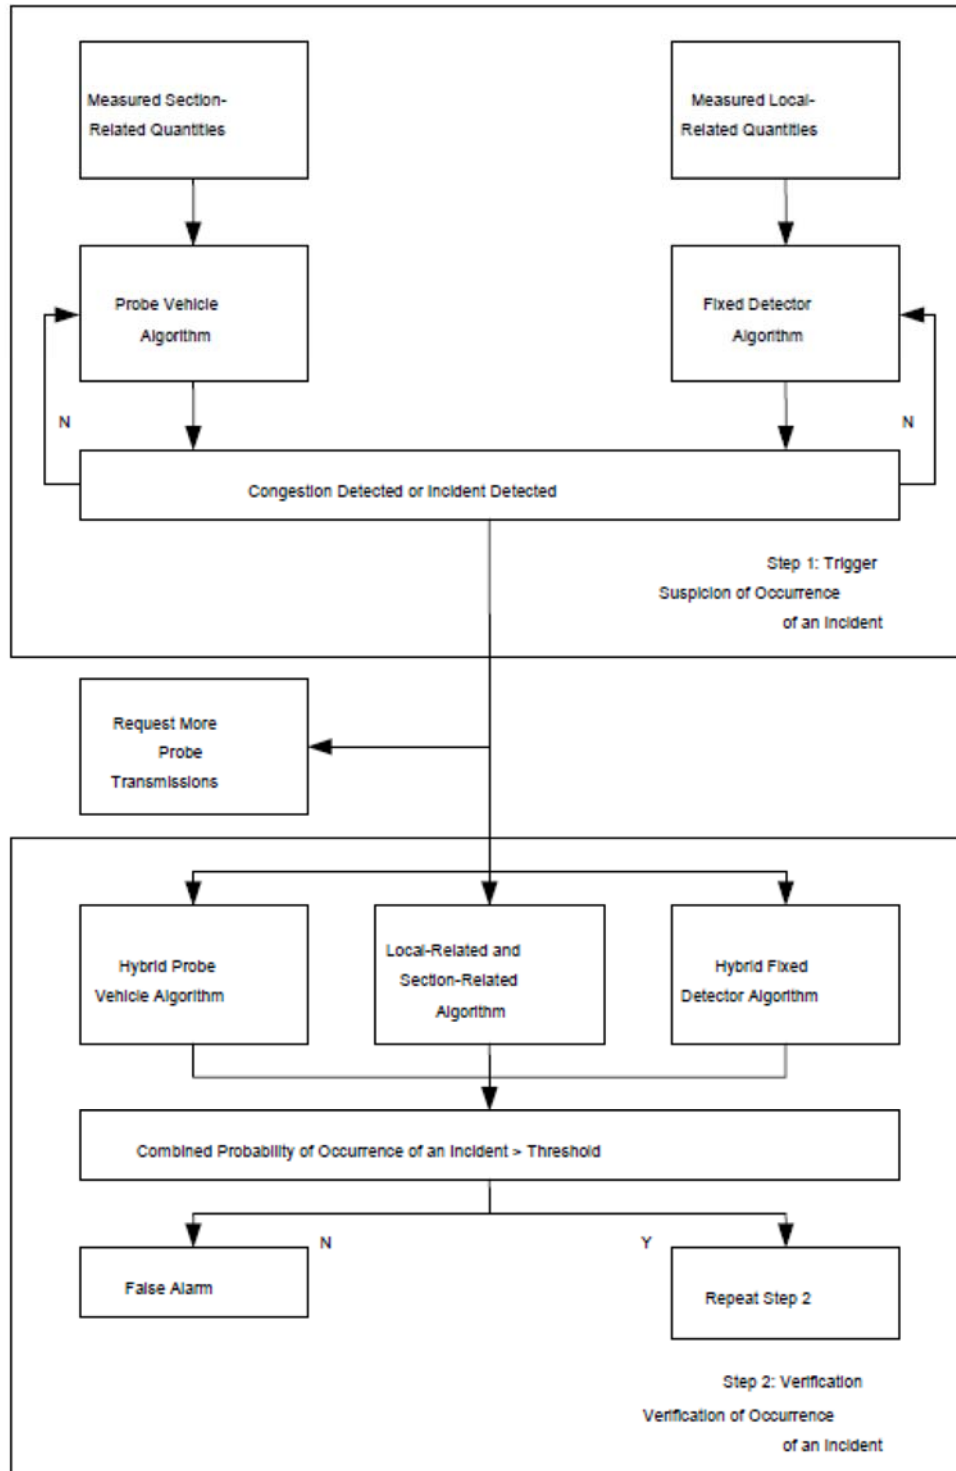 Measured Section-
Related Quantities
Measured Local-
Related Quantities
Probe Vehicle
Algorithm
Fixed Detector
Algorithm
N
N
Congestion Detected or Incident Detected
Step 1: Trigger
Suspicion of Occurrence
of an Incident
Request More
Probe
Transmissions
Hybrid Probe
Vehicle Algorithm
Local-Related and
Section-Related
Algorithm
Hybrid Fixed
Detector Algorithm
Combined Probability of Occurrence of an Incident > Threshold
N
Y
False Alarm
Repeat Step 2
Step 2: Verification
Verification of Occurrence
of an Incident